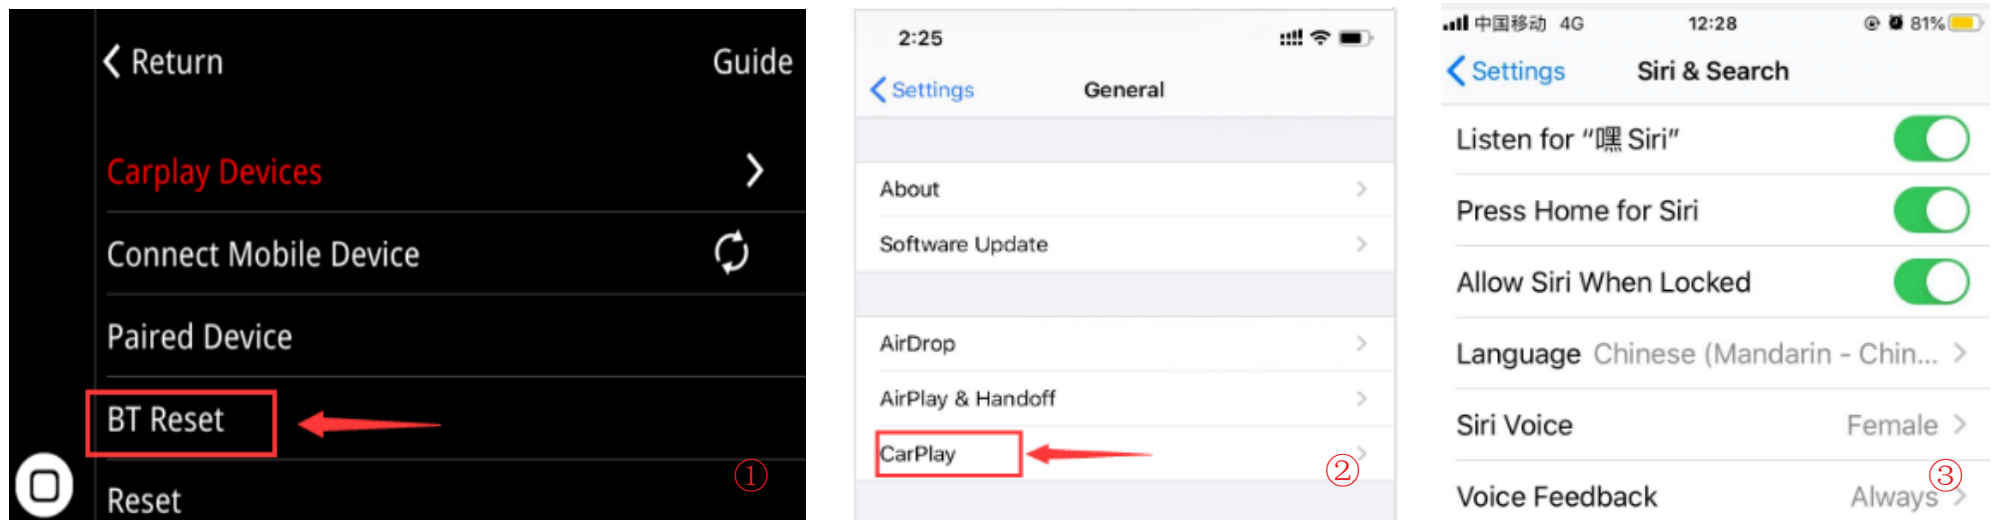 Return
Guide
Carplay Devices
Connect Mobile Device
Paired Device
BT Reset
Reset
①
2:25
Settings
General
About
Software Update
AirDrop
AirPlay & Handoff
CarPlay
②
中国移动 4G
12:28
81%
Settings
Siri & Search
Listen for “嘿 Siri”
Press Home for Siri
Allow Siri When Locked
Language Chinese (Mandarin - Chin...
Siri Voice Female
Voice Feedback Always
③